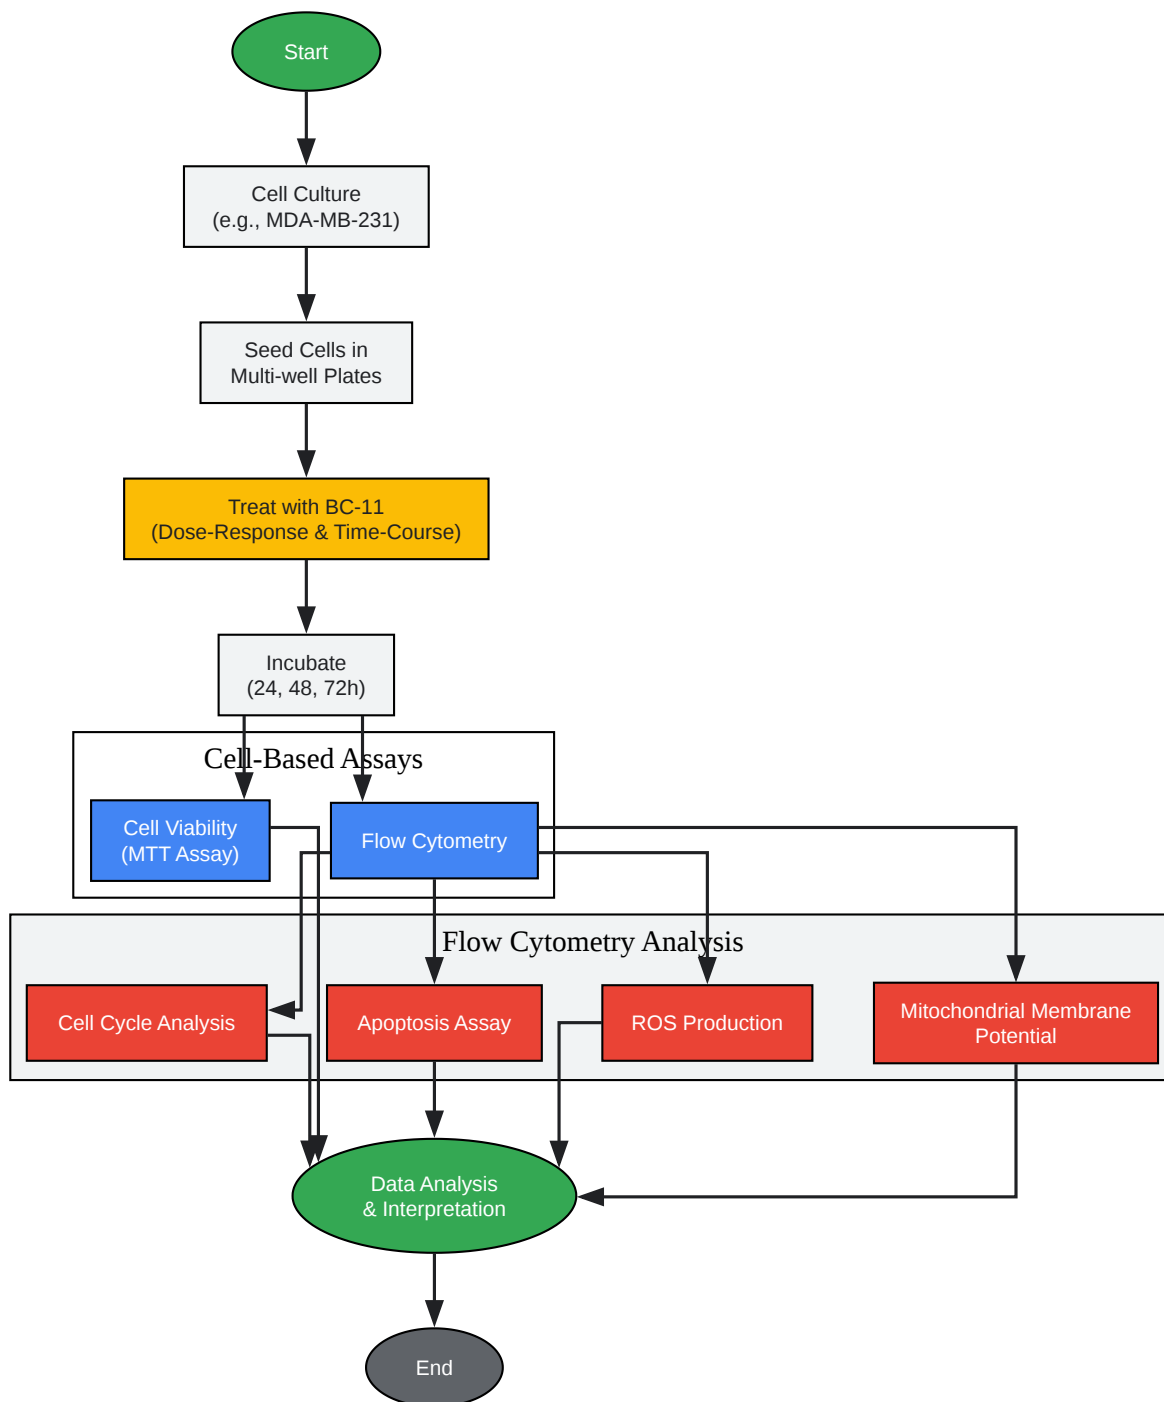 Start
Cell Culture
(e.g., MDA-MB-231)
Seed Cells in
Multi-well Plates
Treat with BC-11
(Dose-Response & Time-Course)
Incubate
(24, 48, 72h)
Cell-Based Assays
Cell Viability
(MTT Assay)
Flow Cytometry
Flow Cytometry Analysis
Cell Cycle Analysis
Apoptosis Assay
ROS Production
Mitochondrial Membrane
Potential
Data Analysis
& Interpretation
End